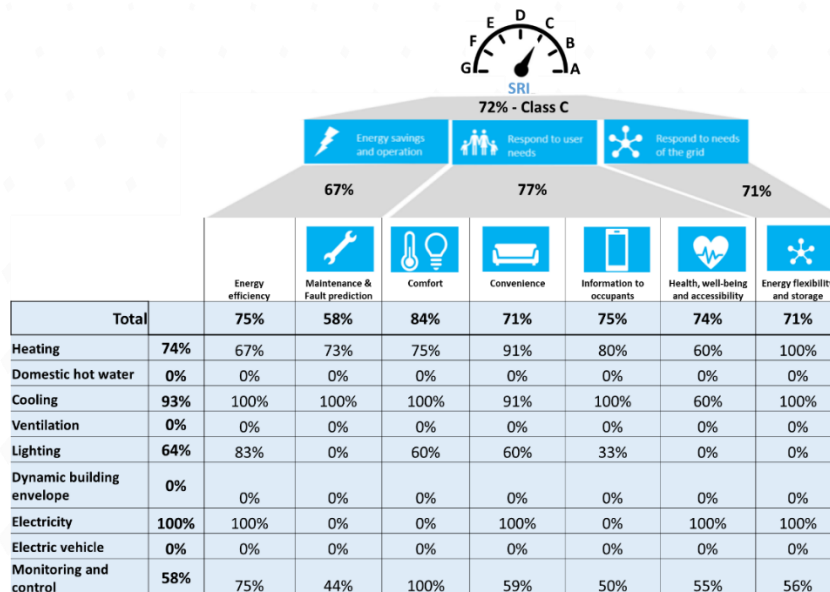 D
E C
F B
G A
SRI
72% - Class C
Energy savings and operation
Respond to user needs
Respond to needs of the grid
67% 77% 71%
Energy efficiency
Maintenance & Fault prediction
Comfort
Convenience
Information to occupants
Health, well-being and accessibility
Energy flexibility and storage
Total 75% 58% 84% 71% 75% 74% 71%
Heating 74% 67% 73% 75% 91% 80% 60% 100%
Domestic hot water 0% 0% 0% 0% 0% 0% 0% 0%
Cooling 93% 100% 100% 100% 91% 100% 60% 100%
Ventilation 0% 0% 0% 0% 0% 0% 0% 0%
Lighting 64% 83% 0% 60% 60% 33% 0% 0%
Dynamic building envelope 0% 0% 0% 0% 0% 0% 0% 0%
Electricity 100% 100% 0% 0% 100% 0% 100% 100%
Electric vehicle 0% 0% 0% 0% 0% 0% 0% 0%
Monitoring and control 58% 75% 44% 100% 59% 50% 55% 56%